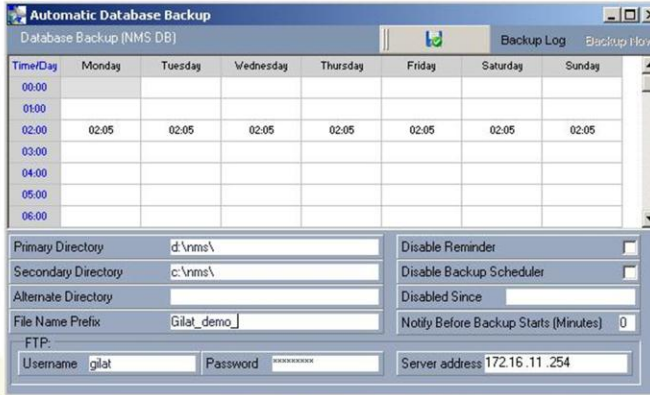 Automatic Database Backup
Database Backup (NMS DB) Backup Log Backup Now
Time/Day Monday Tuesday Wednesday Thursday Friday Saturday Sunday
00:00
01:00
02:00 02:05 02:05 02:05 02:05 02:05 02:05 02:05
03:00
04:00
05:00
06:00
Primary Directory d:\nms\ Disable Reminder
Secondary Directory c:\nms\ Disable Backup Scheduler
Alternate Directory Disabled Since
File Name Prefix Gilat_demo_ Notify Before Backup Starts (Minutes) 0
FTP:
Username gilat Password ********* Server address 172.16.11.254